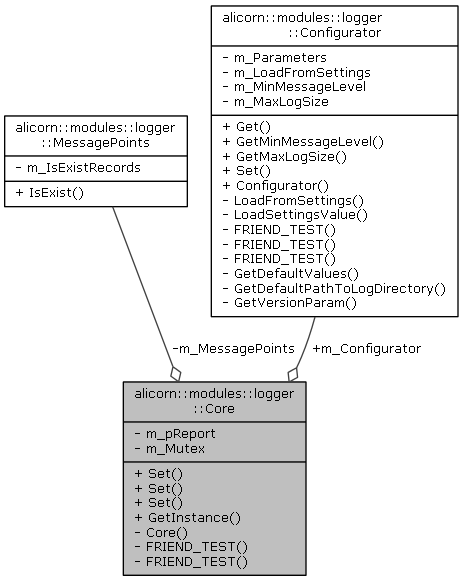 alicorn::modules::logger
::Configurator
- m_Parameters
- m_LoadFromSettings
- m_MinMessageLevel
- m_MaxLogSize
+ Get()
+ GetMinMessageLevel()
+ GetMaxLogSize()
+ Set()
+ Configurator()
- LoadFromSettings()
- LoadSettingsValue()
- FRIEND_TEST()
- FRIEND_TEST()
- FRIEND_TEST()
- GetDefaultValues()
- GetDefaultPathToLogDirectory()
- GetVersionParam()
alicorn::modules::logger
::MessagePoints
- m_IsExistRecords
+ IsExist()
-m_MessagePoints
+m_Configurator
alicorn::modules::logger
::Core
- m_pReport
- m_Mutex
+ Set()
+ Set()
+ Set()
+ GetInstance()
- Core()
- FRIEND_TEST()
- FRIEND_TEST()